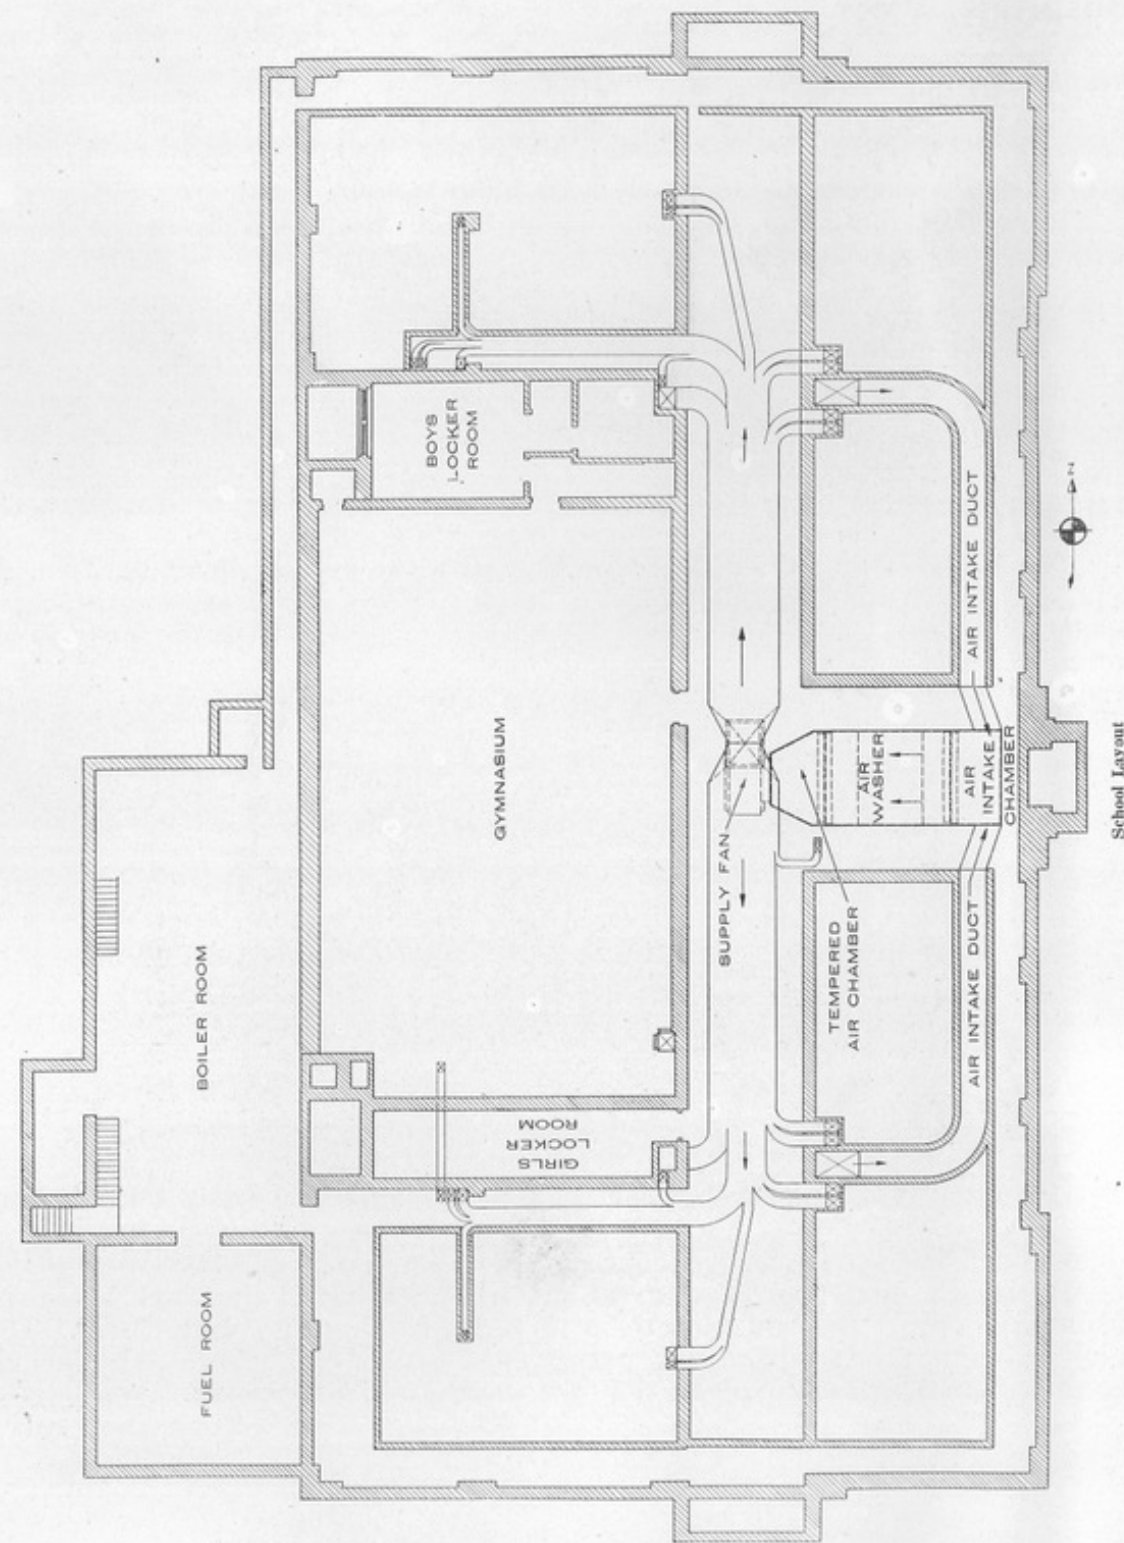 BOILER ROOM
FUEL ROOM
GYMNASIUM
BOYS
LOCKER
ROOM
GIRLS
LOCKER
ROOM
SUPPLY FAN
TEMPERED
AIR CHAMBER
AIR
WASHER
AIR
INTAKE
CHAMBER
AIR INTAKE DUCT
AIR INTAKE DUCT
N
School Layout